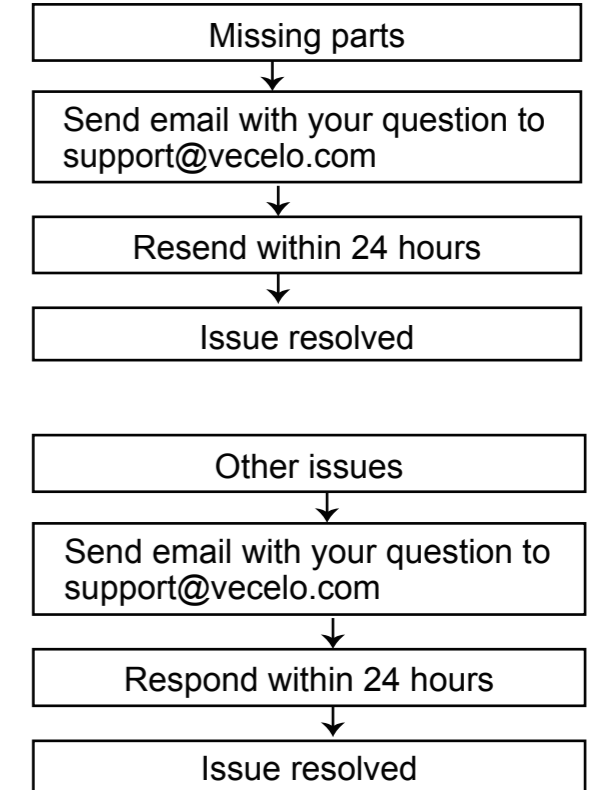 Missing parts
Send email with your question to
support@vecelo.com
Resend within 24 hours
Issue resolved
Other issues
Send email with your question to
support@vecelo.com
Respond within 24 hours
Issue resolved